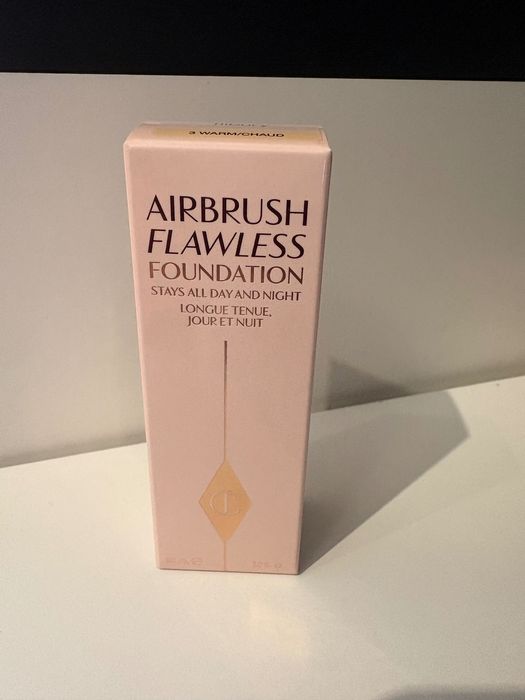 3 WARM/CHAUD
AIRBRUSH
FLAWLESS
FOUNDATION
STAYS ALL DAY AND NIGHT
LONGUE TENUE,
JOUR ET NUIT